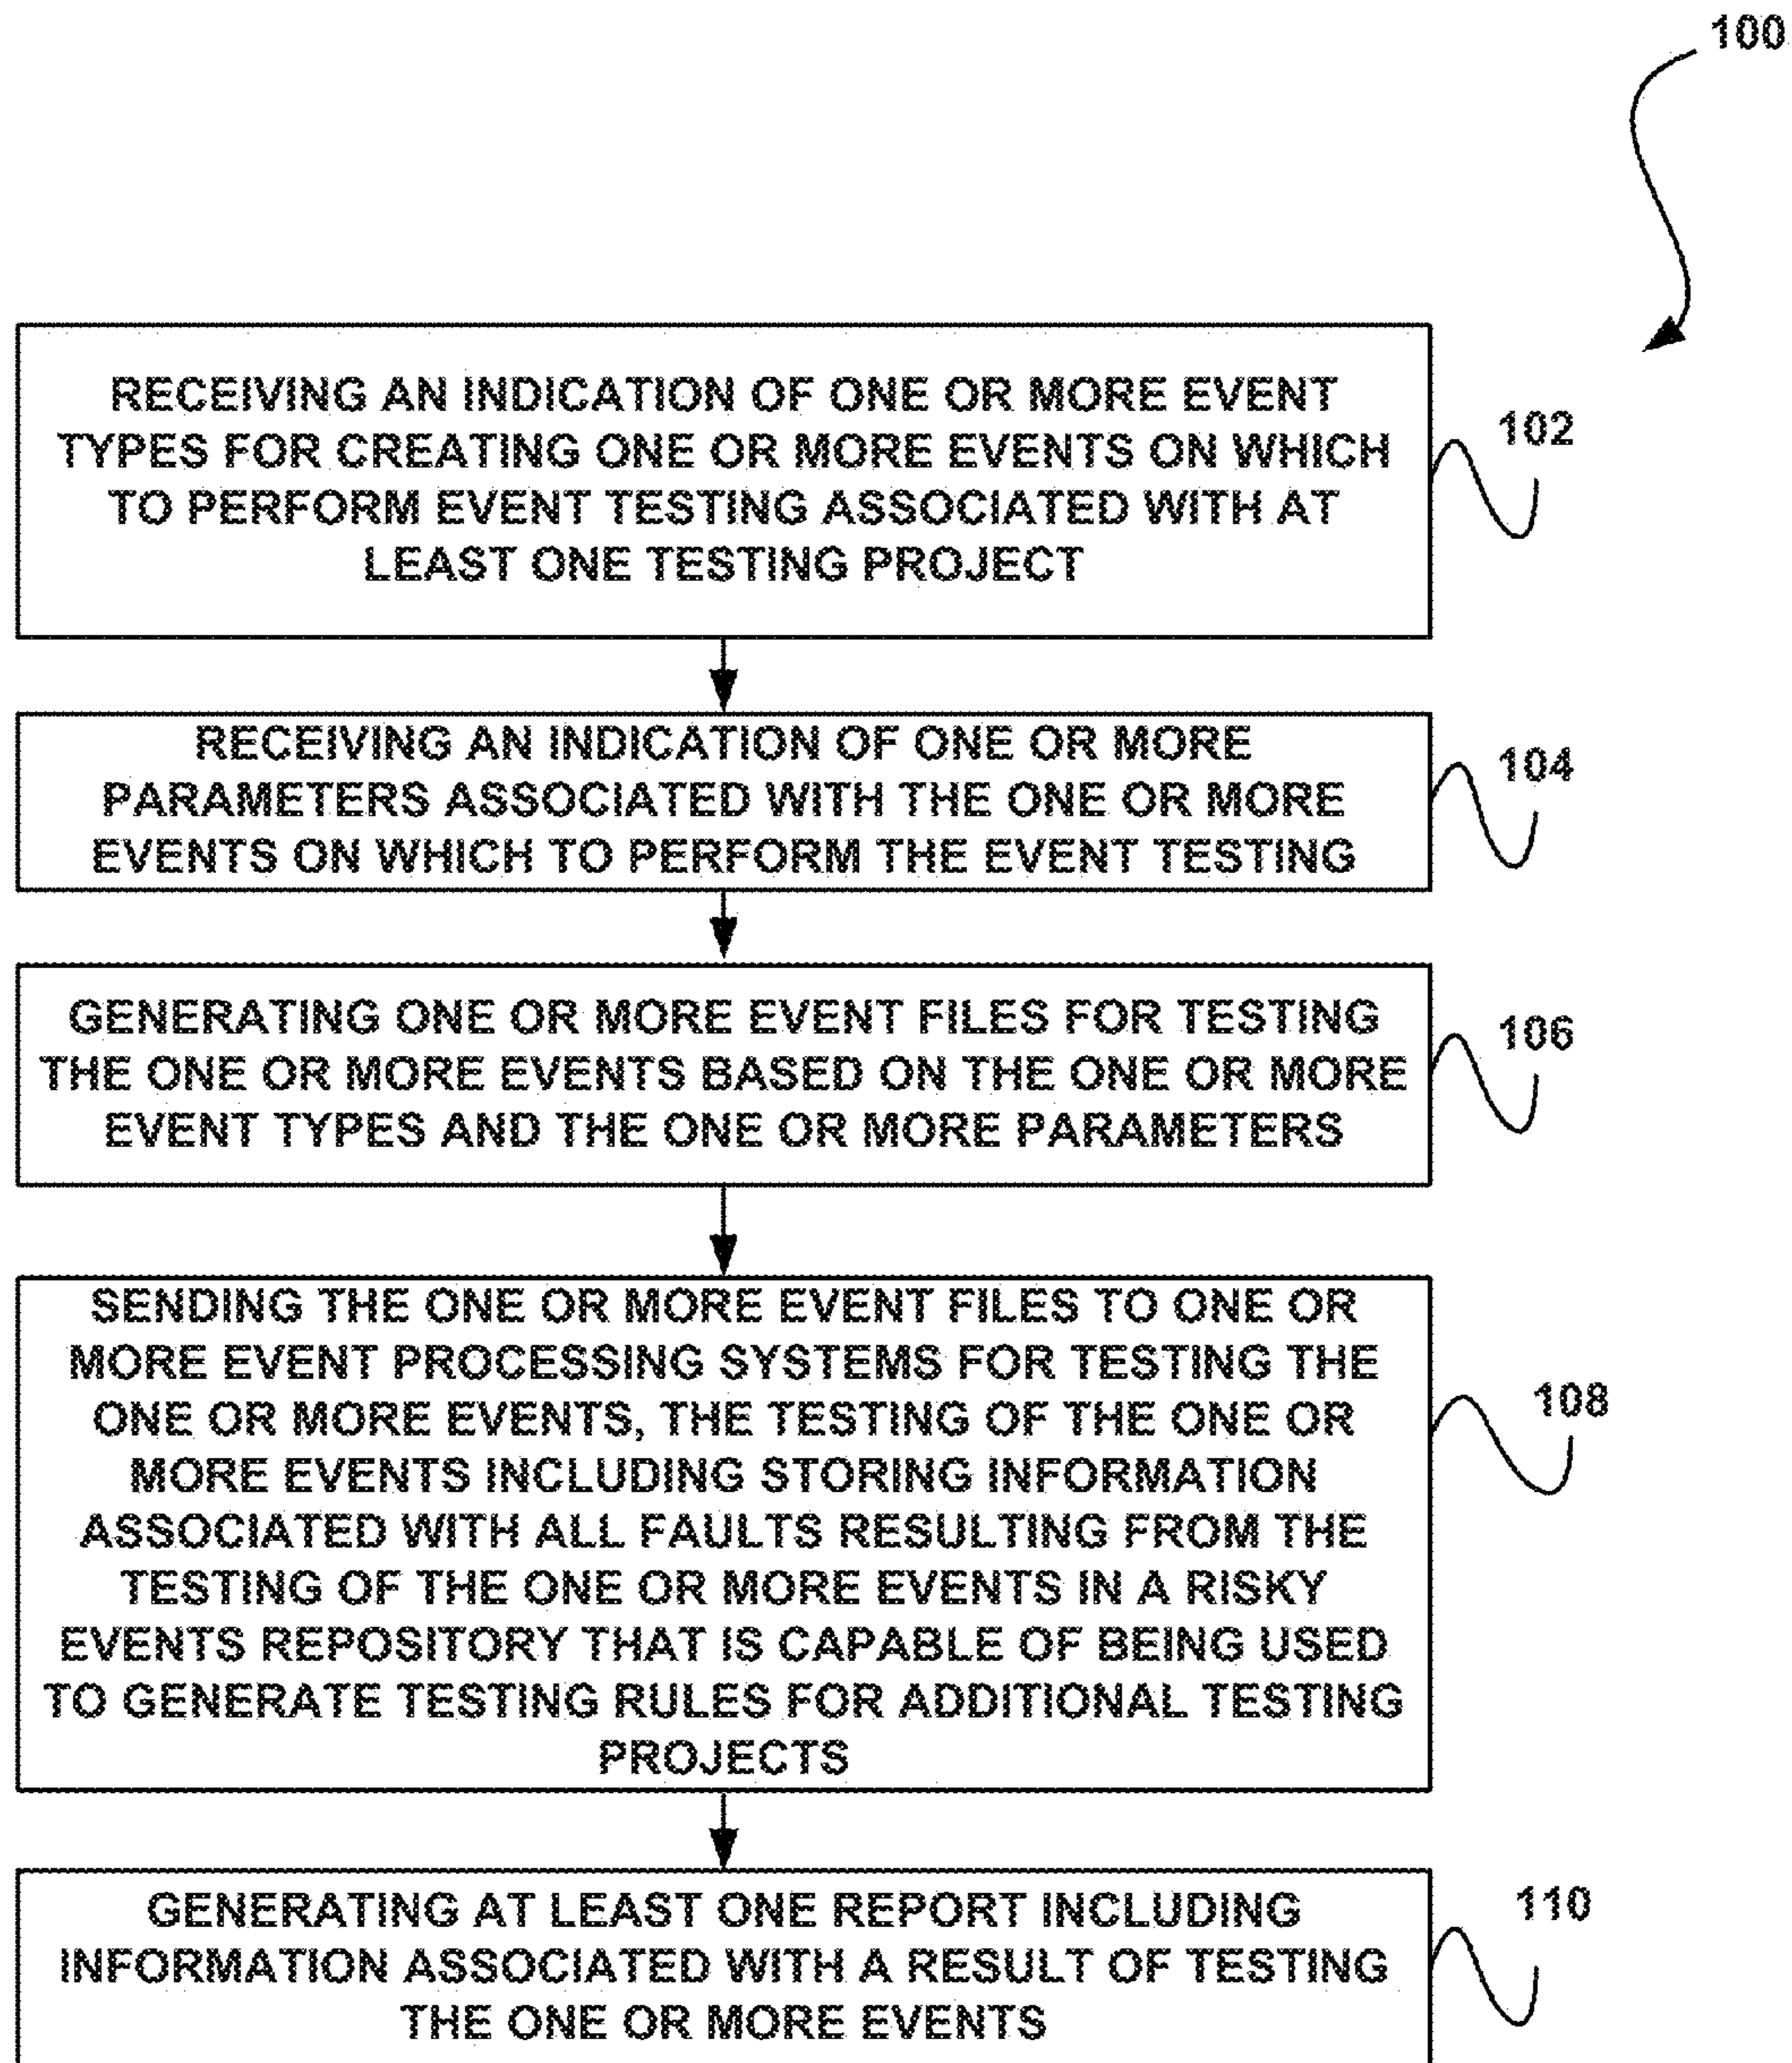 100
RECEIVING AN INDICATION OF ONE OR MORE EVENT
TYPES FOR CREATING ONE OR MORE EVENTS ON WHICH
TO PERFORM EVENT TESTING ASSOCIATED WITH AT
LEAST ONE TESTING PROJECT
102
RECEIVING AN INDICATION OF ONE OR MORE
PARAMETERS ASSOCIATED WITH THE ONE OR MORE
EVENTS ON WHICH TO PERFORM THE EVENT TESTING
104
GENERATING ONE OR MORE EVENT FILES FOR TESTING
THE ONE OR MORE EVENTS BASED ON THE ONE OR MORE
EVENT TYPES AND THE ONE OR MORE PARAMETERS
106
SENDING THE ONE OR MORE EVENT FILES TO ONE OR
MORE EVENT PROCESSING SYSTEMS FOR TESTING THE
ONE OR MORE EVENTS, THE TESTING OF THE ONE OR
MORE EVENTS INCLUDING STORING INFORMATION
ASSOCIATED WITH ALL FAULTS RESULTING FROM THE
TESTING OF THE ONE OR MORE EVENTS IN A RISKY
EVENTS REPOSITORY THAT IS CAPABLE OF BEING USED
TO GENERATE TESTING RULES FOR ADDITIONAL TESTING
PROJECTS
108
GENERATING AT LEAST ONE REPORT INCLUDING
INFORMATION ASSOCIATED WITH A RESULT OF TESTING
THE ONE OR MORE EVENTS
110